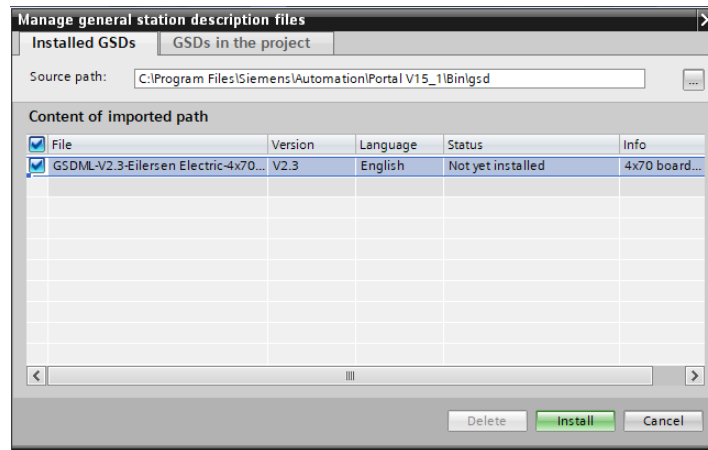 Manage general station description files
Installed GSDs GSDs in the project
Source path: C:\Program Files\Siemens\Automation\Portal V15_1\Bin\gsd ...
Content of imported path
File Version Language Status Info
GSDML-V2.3-Eilersen Electric-4x70... V2.3 English Not yet installed 4x70 board...
Delete Install Cancel